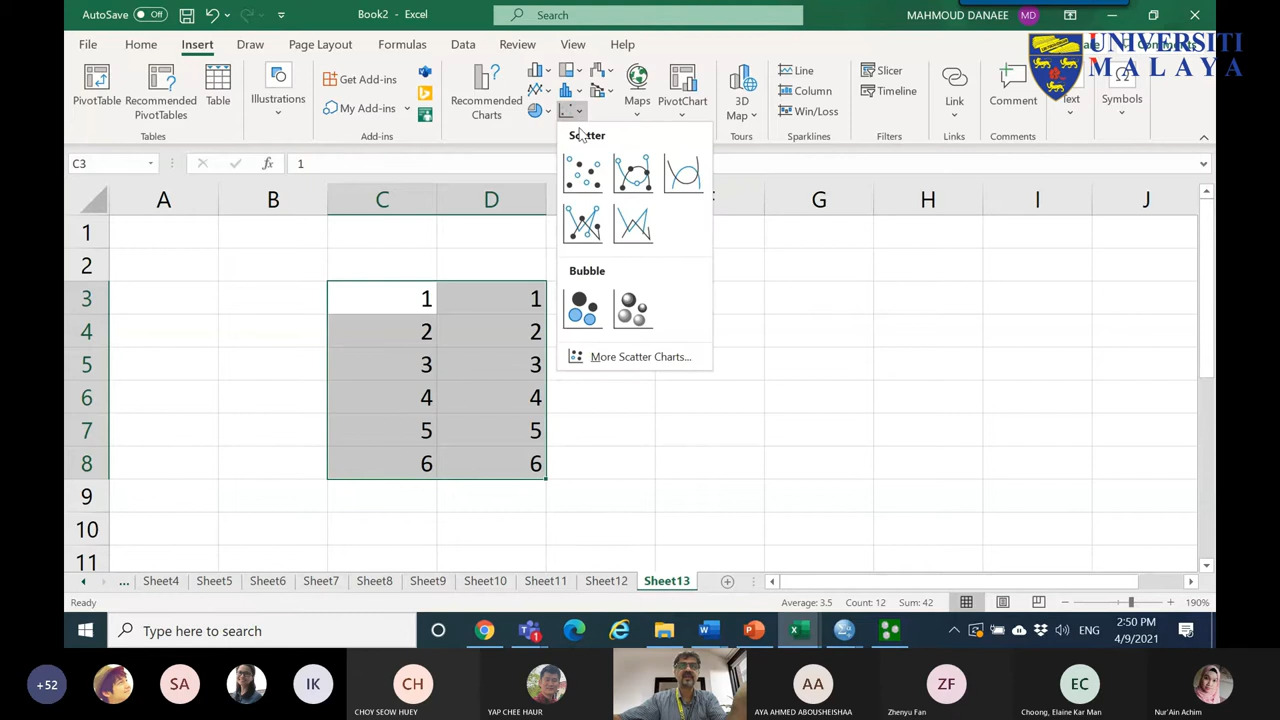 AutoSave Off Book2 - Excel Search MAHMOUD DANAEE MD
File Home Insert Draw Page Layout Formulas Data Review View Help
UNIVERSITI
MALAYA
PivotTable Recommended PivotTables Table
Illustrations
Get Add-ins
My Add-ins
Recommended Charts
Maps PivotChart
3D Map
Line
Column
Win/Loss
Slicer
Timeline
Link
Comment
Text
Symbols
Tables Add-ins Tours Sparklines Filters Links Comments
C3 fx 1
Scatter
Bubble
More Scatter Charts...
A B C D F G H I J
1
2
3 1 1
4 2 2
5 3 3
6 4 4
7 5 5
8 6 6
9
10
11
... Sheet4 Sheet5 Sheet6 Sheet7 Sheet8 Sheet9 Sheet10 Sheet11 Sheet12 Sheet13
Ready Average: 3.5 Count: 12 Sum: 42 190%
Type here to search
1
ENG
2:50 PM
4/9/2021
+52 SA IK CH AA ZF EC
CHOY SEOW HUEY YAP CHEE HAUR AYA AHMED ABOUSHEISHAA Zhenyu Fan Choong, Elaine Kar Man Nur'Ain Achim